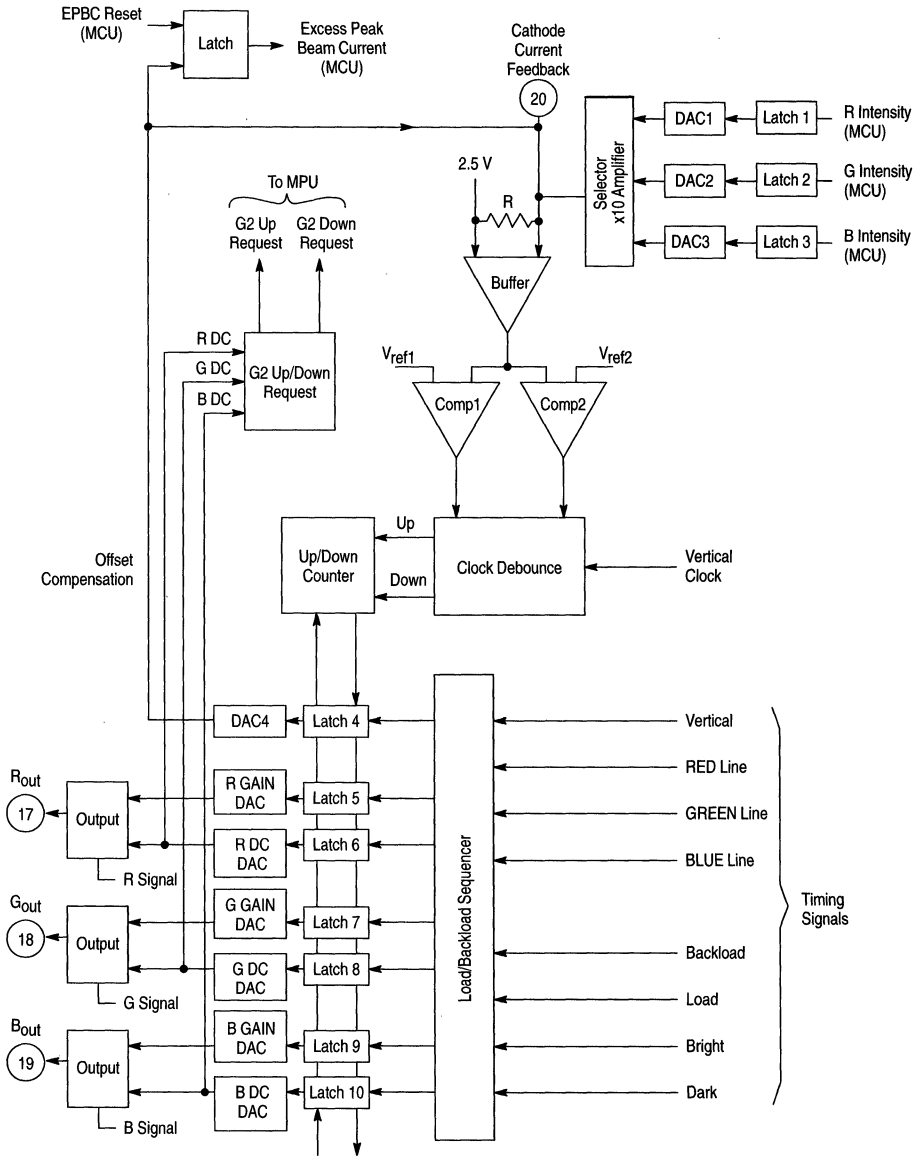 EPBC Reset
(MCU)
Latch
Excess Peak
Beam Current
(MCU)
Cathode
Current
Feedback
20
Selector
x10 Amplifier
DAC1
Latch 1
R Intensity
(MCU)
DAC2
Latch 2
G Intensity
(MCU)
DAC3
Latch 3
B Intensity
(MCU)
2.5 V
R
Buffer
To MPU
G2 Up
Request
G2 Down
Request
R DC
G DC
B DC
G2 Up/Down
Request
Vref1
Vref2
Comp1
Comp2
Up/Down
Counter
Up
Down
Clock Debounce
Vertical
Clock
Offset
Compensation
DAC4
Latch 4
R GAIN
DAC
Latch 5
R DC
DAC
Latch 6
G GAIN
DAC
Latch 7
G DC
DAC
Latch 8
B GAIN
DAC
Latch 9
B DC
DAC
Latch 10
Rout
17
Output
R Signal
Gout
18
Output
G Signal
Bout
19
Output
B Signal
Load/Backload Sequencer
Vertical
RED Line
GREEN Line
BLUE Line
Backload
Load
Bright
Dark
Timing
Signals